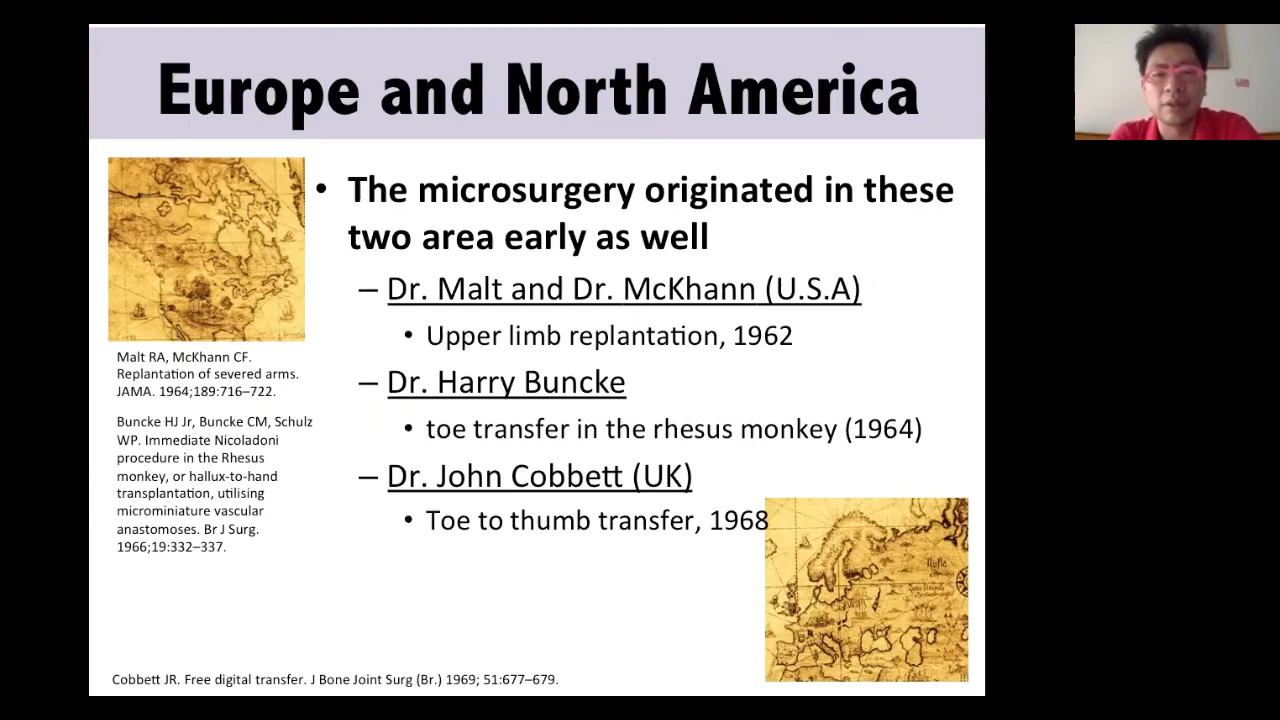 Europe and North America
• The microsurgery originated in these
two area early as well
– Dr. Malt and Dr. McKhann (U.S.A)
• Upper limb replantation, 1962
– Dr. Harry Buncke
• toe transfer in the rhesus monkey (1964)
– Dr. John Cobbett (UK)
• Toe to thumb transfer, 1968
Malt RA, McKhann CF.
Replantation of severed arms.
JAMA. 1964;189:716–722.
Buncke HJ Jr, Buncke CM, Schulz
WP. Immediate Nicoladoni
procedure in the Rhesus
monkey, or hallux-to-hand
transplantation, utilising
microminiature vascular
anastomoses. Br J Surg.
1966;19:332–337.
Cobbett JR. Free digital transfer. J Bone Joint Surg (Br.) 1969; 51:677–679.